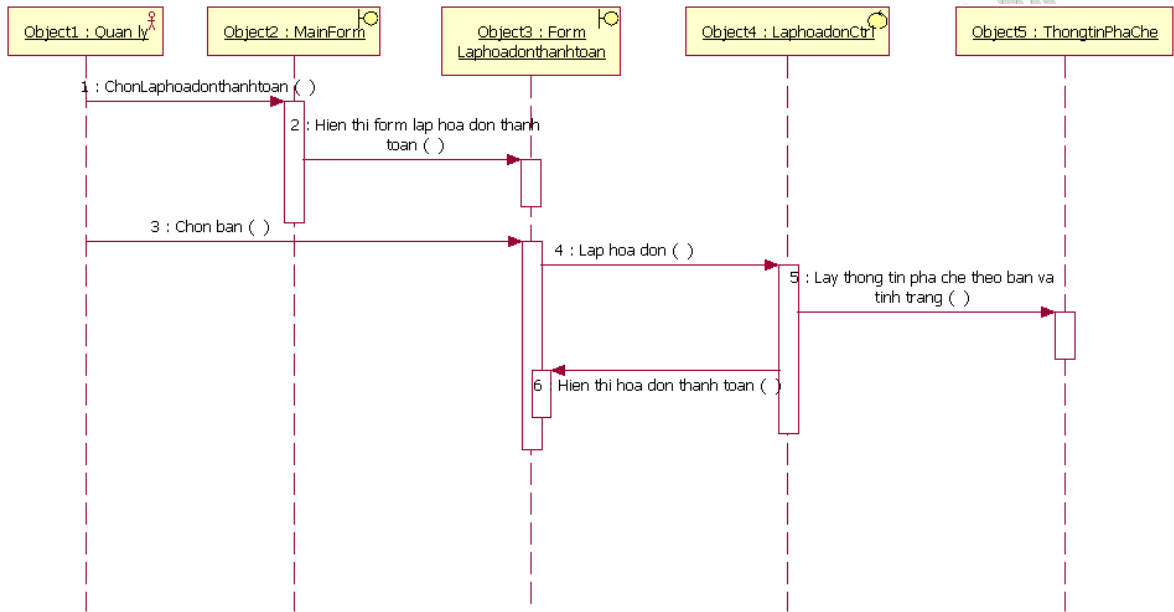 Object1 : Quan ly
Object2 : MainForm
Object3 : Form
Laphoadonthanhtoan
Object4 : LaphoadonCtrl
Object5 : ThongtinPhaChe
1 : ChonLaphoadonthanhtoan ( )
2 : Hien thi form lap hoa don thanh
toan ( )
3 : Chon ban ( )
4 : Lap hoa don ( )
5 : Lay thong tin pha che theo ban va
tinh trang ( )
6 : Hien thi hoa don thanh toan ( )